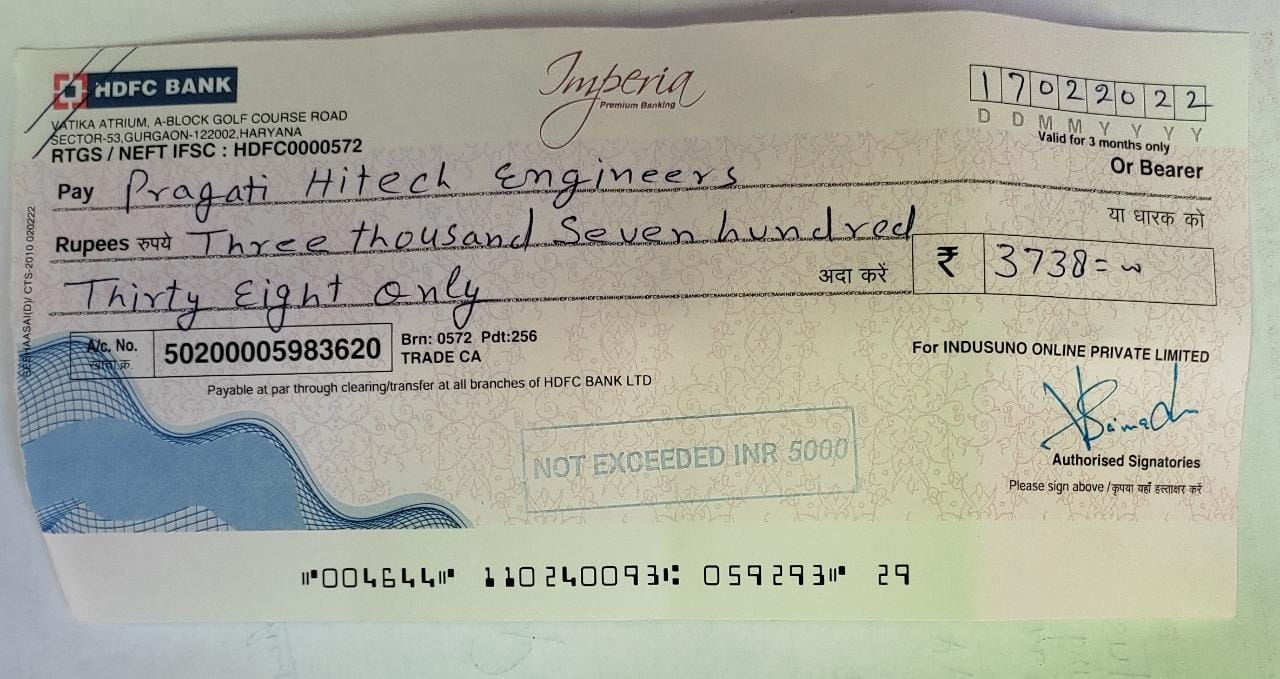 HDFC BANK
Imperia
Premium Banking
17022022
D D M M Y Y Y Y
VATIKA ATRIUM, A-BLOCK GOLF COURSE ROAD
SECTOR-53,GURGAON-122002,HARYANA
RTGS / NEFT IFSC : HDFC0000572
Valid for 3 months only
Or Bearer
Pay Pragati Hitech Engineers
या धारक को
Rupees रुपये Three thousand Seven hundred
Thirty Eight Only
अदा करें
₹ 3738=
CTS-2010 020222
A/c. No. 50200005983620
खाता क्र.
Brn: 0572 Pdt:256
TRADE CA
Payable at par through clearing/transfer at all branches of HDFC BANK LTD
For INDUSUNO ONLINE PRIVATE LIMITED
NOT EXCEEDED INR 5000
Authorised Signatories
Please sign above / कृपया यहाँ हस्ताक्षर करें
⑈004644⑈ 110240093⑆ 059293⑈ 29